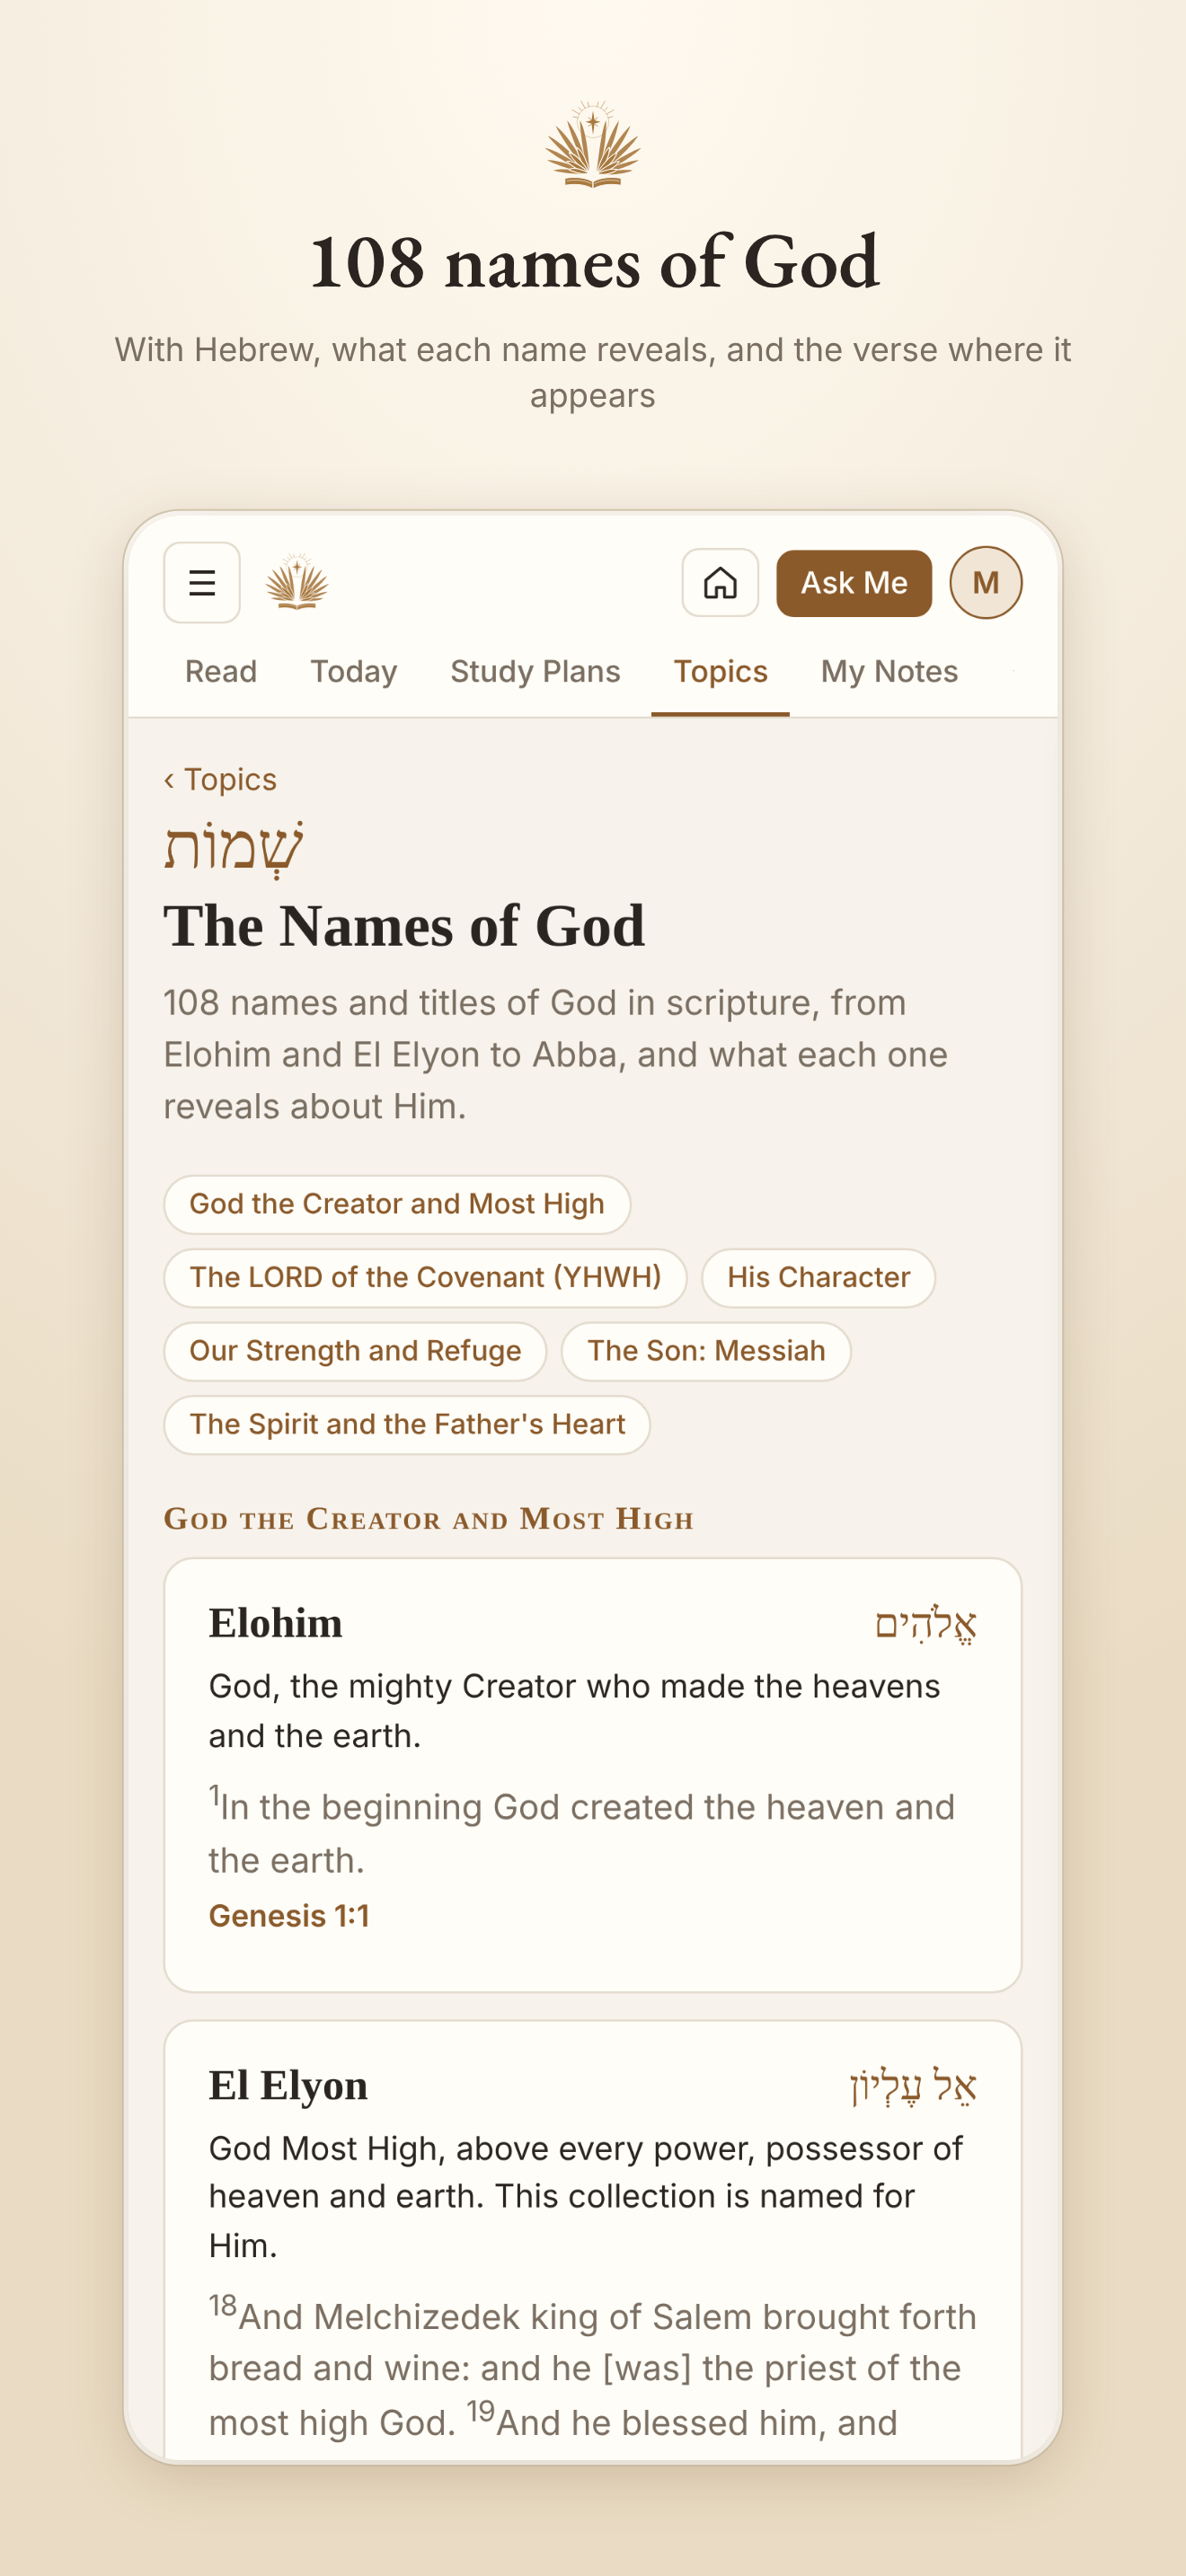 108 names of God
With Hebrew, what each name reveals, and the verse where it
appears
☰
Ask Me
M
Read Today Study Plans Topics My Notes
‹ Topics
שְׁמוֹת
The Names of God
108 names and titles of God in scripture, from
Elohim and El Elyon to Abba, and what each one
reveals about Him.
God the Creator and Most High
The LORD of the Covenant (YHWH) His Character
Our Strength and Refuge The Son: Messiah
The Spirit and the Father's Heart
God the Creator and Most High
Elohim אֱלֹהִים
God, the mighty Creator who made the heavens
and the earth.
1In the beginning God created the heaven and
the earth.
Genesis 1:1
El Elyon אֵל עֶלְיוֹן
God Most High, above every power, possessor of
heaven and earth. This collection is named for
Him.
18And Melchizedek king of Salem brought forth
bread and wine: and he [was] the priest of the
most high God. 19And he blessed him, and